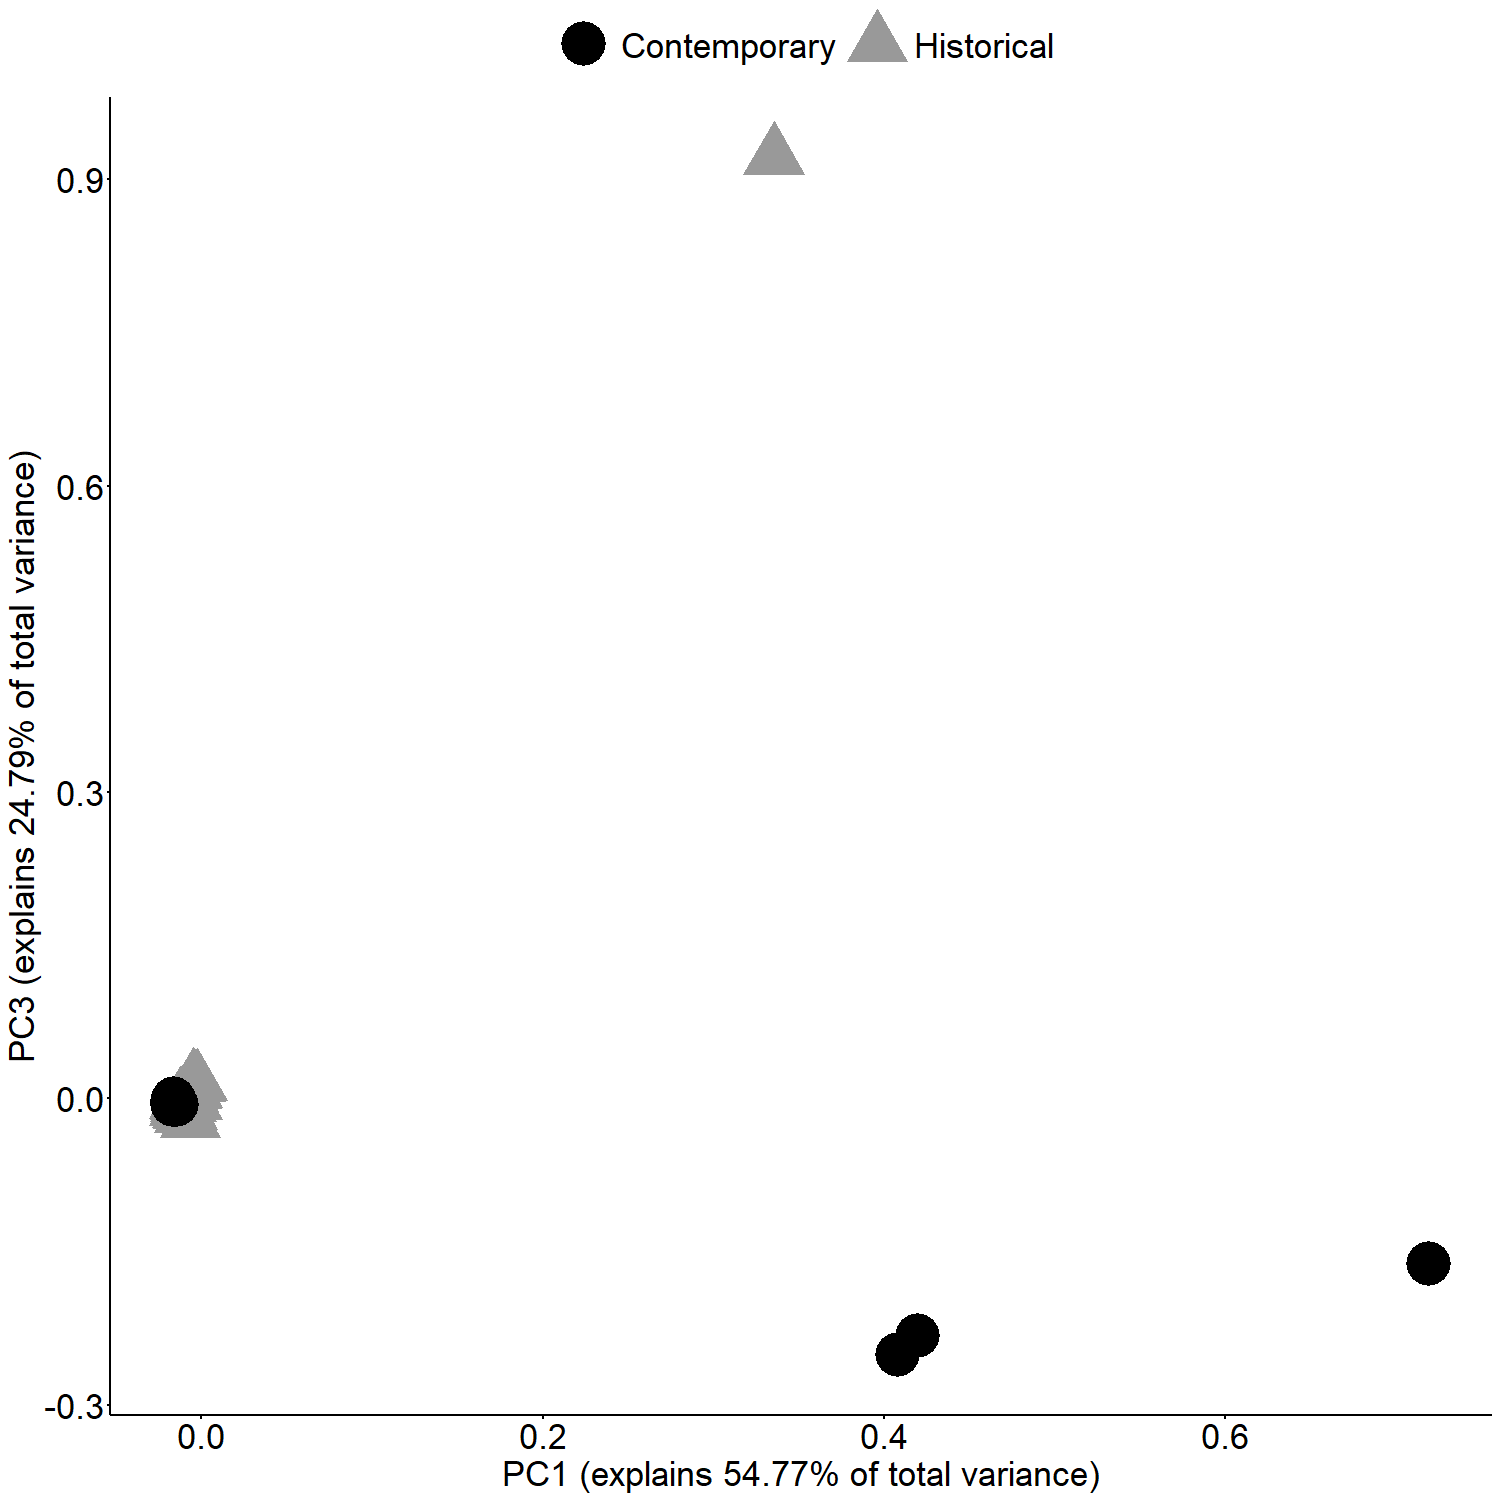 Contemporary Historical
PC3 (explains 24.79% of total variance)
0.9
0.6
0.3
0.0
-0.3
0.0 0.2 0.4 0.6
PC1 (explains 54.77% of total variance)